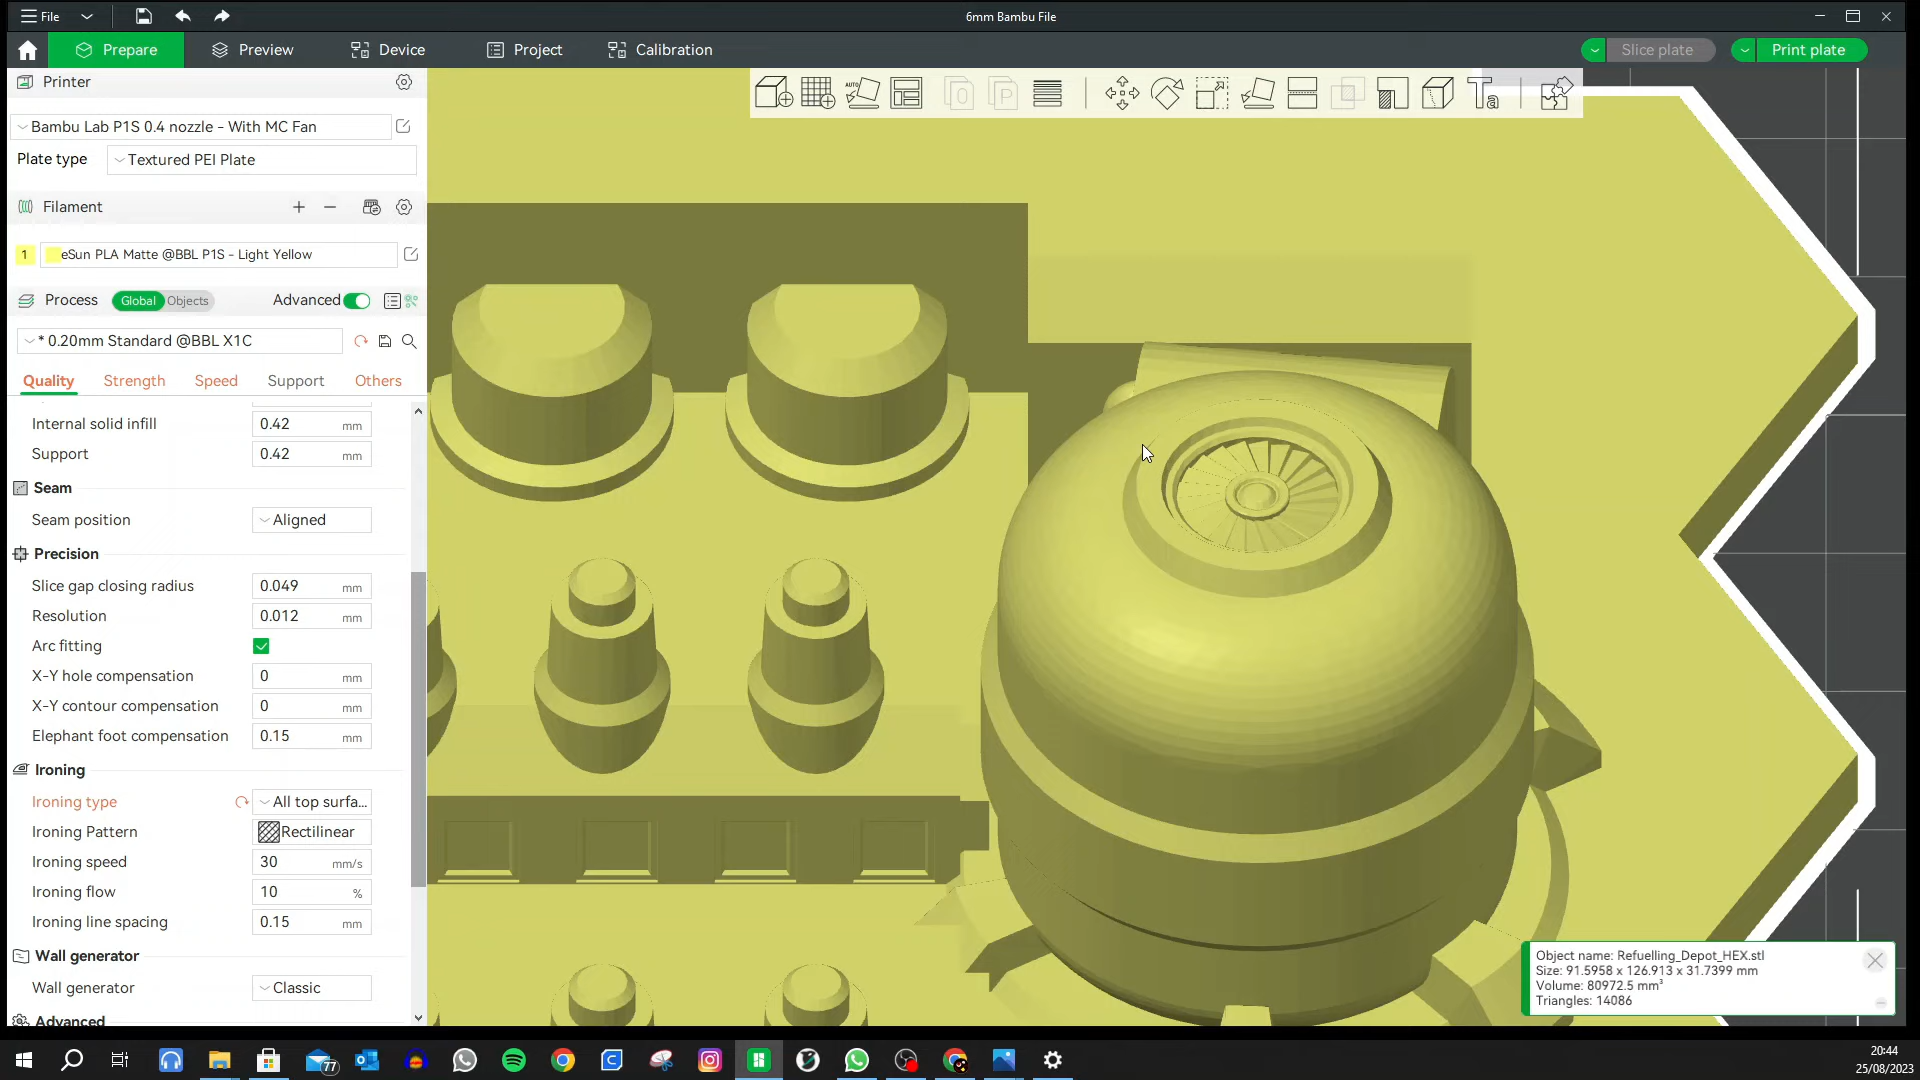 File
6mm Bambu File
Prepare
Preview
Device
Project
Calibration
Slice plate
Print plate
Printer
Bambu Lab P1S 0.4 nozzle - With MC Fan
Plate type
Textured PEI Plate
Filament
1
eSun PLA Matte @BBL P1S - Light Yellow
Process
Global
Objects
Advanced
* 0.20mm Standard @BBL X1C
Quality
Strength
Speed
Support
Others
Internal solid infill 0.42 mm
Support 0.42 mm
Seam
Seam position Aligned
Precision
Slice gap closing radius 0.049 mm
Resolution 0.012 mm
Arc fitting
X-Y hole compensation 0 mm
X-Y contour compensation 0 mm
Elephant foot compensation 0.15 mm
Ironing
Ironing type All top surfa...
Ironing Pattern Rectilinear
Ironing speed 30 mm/s
Ironing flow 10 %
Ironing line spacing 0.15 mm
Wall generator
Wall generator Classic
Advanced
AUTO
0
P
Ta
Object name: Refuelling_Depot_HEX.stl
Size: 91.5958 x 126.913 x 31.7399 mm
Volume: 80972.5 mm³
Triangles: 14086
77
20:44
25/08/2023